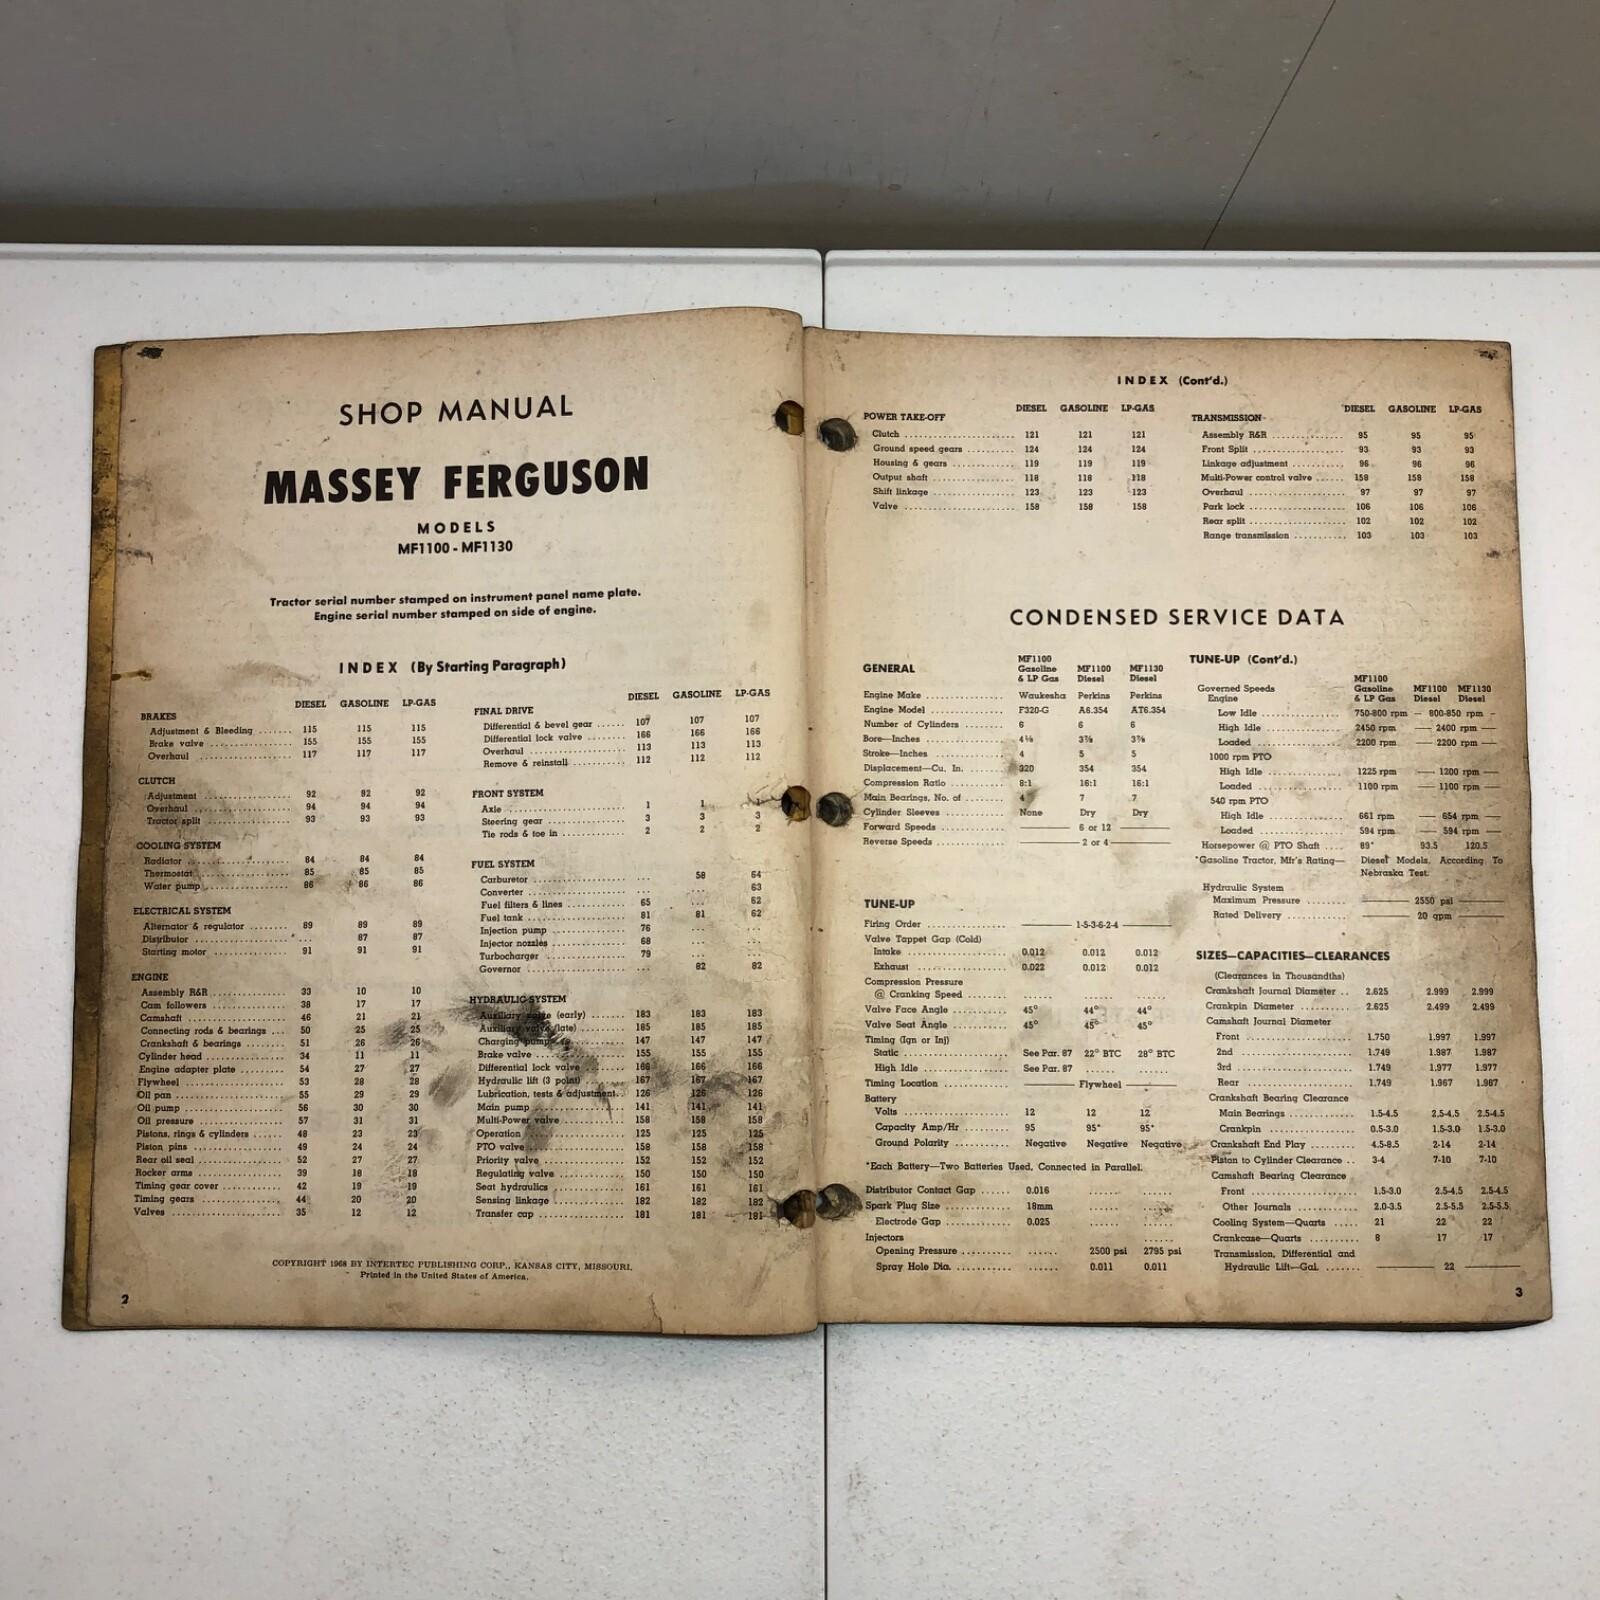 SHOP MANUAL
MASSEY FERGUSON
MODELS
MF1100 - MF1130
Tractor serial number stamped on instrument panel name plate.
Engine serial number stamped on side of engine.
INDEX (By Starting Paragraph)
DIESEL GASOLINE LP-GAS
BRAKES
Adjustment & Bleeding ....... 115 115 115
Brake valve ................ 155 155 155
Overhaul ................ 117 117 117
CLUTCH
Adjustment ................ 92 82 92
Overhaul ................ 94 94 94
Tractor split ................ 93 93 93
COOLING SYSTEM
Radiator ................ 84 84 84
Thermostat ................ 85 85 85
Water pump ................ 86 86 86
ELECTRICAL SYSTEM
Alternator & regulator ........ 89 89 89
Distributor ................ ... 87 87
Starting motor ................ 91 91 91
ENGINE
Assembly R&R ................ 33 10 10
Cam followers ................ 38 17 17
Camshaft ................ 46 21 21
Connecting rods & bearings ... 50 25 25
Crankshaft & bearings ........ 51 26 26
Cylinder head ................ 34 11 11
Engine adapter plate ......... 54 27 27
Flywheel ................ 53 28 28
Oil pan ................ 55 29 29
Oil pump ................ 56 30 30
Oil pressure ................ 57 31 31
Pistons, rings & cylinders ...... 48 23 23
Piston pins ................ 49 24 24
Rear oil seal ................ 52 27 27
Rocker arms ................ 39 18 18
Timing gear cover ............ 42 19 19
Timing gears ................ 44 20 20
Valves ................ 35 12 12
DIESEL GASOLINE LP-GAS
FINAL DRIVE
Differential & bevel gear ...... 107 107 107
Differential lock valve ........ 166 166 166
Overhaul ................ 113 113 113
Remove & reinstall ........... 112 112 112
FRONT SYSTEM
Axle ................ 1 1 1
Steering gear ................ 3 3 3
Tie rods & toe in ............. 2 2 2
FUEL SYSTEM
Carburetor ................ ... 58 64
Converter ................ ... ... 63
Fuel filters & lines ............ 65 ... 62
Fuel tank ................ 81 81 62
Injection pump ................ 76 ... ...
Injector nozzles ................ 68 ... ...
Turbocharger ................ 79 ... ...
Governor ................ ... 82 82
HYDRAULIC SYSTEM
Auxiliary valve (early) ....... 183 183 183
Auxiliary valve (late) ........ 185 185 185
Charging pump ................ 147 147 147
Brake valve ................ 155 155 155
Differential lock valve ........ 166 166 166
Hydraulic lift (3 point) ....... 167 167 167
Lubrication, tests & adjustment.. 126 126 126
Main pump ................ 141 141 141
Multi-Power valve ............ 158 158 158
Operation ................ 125 125 125
PTO valve ................ 158 158 158
Priority valve ................ 152 152 152
Regulating valve ............. 150 150 150
Seat hydraulics ................ 161 161 161
Sensing linkage ................ 182 182 182
Transfer cap ................ 181 181 181
COPYRIGHT 1968 BY INTERTEC PUBLISHING CORP., KANSAS CITY, MISSOURI.
Printed in the United States of America.
2
INDEX (Cont'd.)
DIESEL GASOLINE LP-GAS
POWER TAKE-OFF
Clutch ................ 121 121 121
Ground speed gears .......... 124 124 124
Housing & gears ............. 119 119 119
Output shaft ................ 118 118 118
Shift linkage ................ 123 123 123
Valve ................ 158 158 158
DIESEL GASOLINE LP-GAS
TRANSMISSION
Assembly R&R ............... 95 95 95
Front Split ................ 93 93 93
Linkage adjustment .......... 96 96 96
Multi-Power control valve ...... 158 158 158
Overhaul ................ 97 97 97
Park lock ................ 106 106 106
Rear split ................ 102 102 102
Range transmission ........... 103 103 103
CONDENSED SERVICE DATA
GENERAL
MF1100 Gasoline & LP Gas MF1100 Diesel MF1130 Diesel
Engine Make ................ Waukesha Perkins Perkins
Engine Model ................ F320-G A6.354 AT6.354
Number of Cylinders .......... 6 6 6
Bore—Inches ................ 4⅛ 3⅞ 3⅞
Stroke—Inches ................ 4 5 5
Displacement—Cu. In. ........ 320 354 354
Compression Ratio ........... 8:1 16:1 16:1
Main Bearings, No. of ........ 4 7 7
Cylinder Sleeves ............. None Dry Dry
Forward Speeds ............. 6 or 12
Reverse Speeds ............. 2 or 4
TUNE-UP
Firing Order ................ 1-5-3-6-2-4
Valve Tappet Gap (Cold)
Intake ................ 0.012 0.012 0.012
Exhaust ................ 0.022 0.012 0.012
Compression Pressure
@ Cranking Speed ......... ...... ...... ......
Valve Face Angle ............ 45° 44° 44°
Valve Seat Angle ............ 45° 45° 45°
Timing (Ign or Inj)
Static ................ See Par. 87 22° BTC 28° BTC
High Idle ................ See Par. 87 ...... ......
Timing Location ............. Flywheel
Battery
Volts ................ 12 12 12
Capacity Amp/Hr .......... 95 95* 95*
Ground Polarity ........... Negative Negative Negative
*Each Battery—Two Batteries Used, Connected in Parallel.
Distributor Contact Gap ...... 0.016 ...... ......
Spark Plug Size ............. 18mm ...... ......
Electrode Gap ............. 0.025 ...... ......
Injectors ......
Opening Pressure ........... ...... 2500 psi 2795 psi
Spray Hole Dia. ............ ...... 0.011 0.011
TUNE-UP (Cont'd.)
MF1100 Gasoline & LP Gas MF1100 Diesel MF1130 Diesel
Governed Speeds
Engine
Low Idle ................ 750-800 rpm — 800-850 rpm —
High Idle ................ 2450 rpm — 2400 rpm —
Loaded ................ 2200 rpm — 2200 rpm —
1000 rpm PTO
High Idle ................ 1225 rpm — 1200 rpm —
Loaded ................ 1100 rpm — 1100 rpm —
540 rpm PTO
High Idle ................ 661 rpm — 654 rpm —
Loaded ................ 594 rpm — 594 rpm —
Horsepower @ PTO Shaft .... 89* 93.5 120.5
*Gasoline Tractor, Mfr's Rating— Diesel Models, According To
Nebraska Test.
Hydraulic System
Maximum Pressure ........ 2550 psi
Rated Delivery ........ 20 gpm
SIZES—CAPACITIES—CLEARANCES
(Clearances in Thousandths)
Crankshaft Journal Diameter .. 2.625 2.999 2.999
Crankpin Diameter ........... 2.625 2.499 2.499
Camshaft Journal Diameter
Front ................ 1.750 1.997 1.997
2nd ................ 1.749 1.987 1.987
3rd ................ 1.749 1.977 1.977
Rear ................ 1.749 1.967 1.967
Crankshaft Bearing Clearance
Main Bearings ............. 1.5-4.5 2.5-4.5 2.5-4.5
Crankpin ................ 0.5-3.0 1.5-3.0 1.5-3.0
Crankshaft End Play ......... 4.5-8.5 2-14 2-14
Piston to Cylinder Clearance .. 3-4 7-10 7-10
Camshaft Bearing Clearance
Front ................ 1.5-3.0 2.5-4.5 2.5-4.5
Other Journals ............. 2.0-3.5 2.5-5.5 2.5-5.5
Cooling System—Quarts ..... 21 22 22
Crankcase—Quarts .......... 8 17 17
Transmission, Differential and
Hydraulic Lift—Gal. ....... 22
3